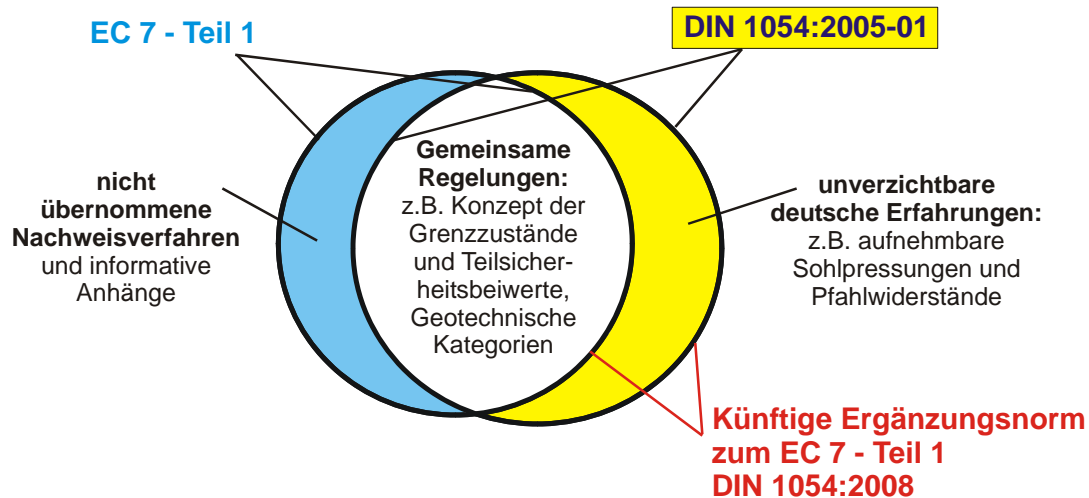 EC 7 - Teil 1
DIN 1054:2005-01
nicht
übernommene
Nachweisverfahren
und informative
Anhänge
Gemeinsame
Regelungen:
z.B. Konzept der
Grenzzustände
und Teilsicher-
heitsbeiwerte,
Geotechnische
Kategorien
unverzichtbare
deutsche Erfahrungen:
z.B. aufnehmbare
Sohlpressungen und
Pfahlwiderstände
Künftige Ergänzungsnorm
zum EC 7 - Teil 1
DIN 1054:2008